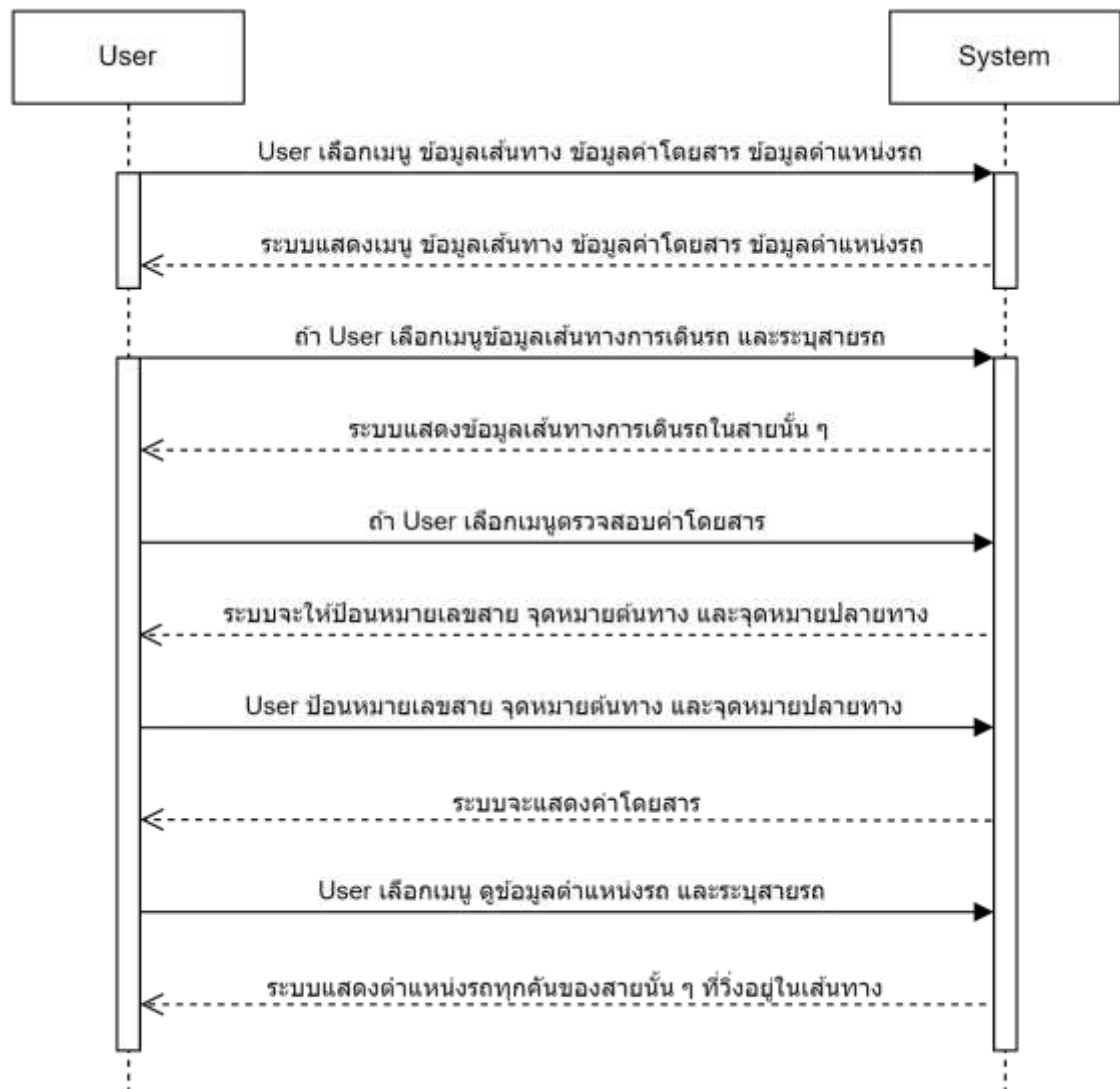 User
System
User เลือกเมนู ข้อมูลเส้นทาง ข้อมูลค่าโดยสาร ข้อมูลตำแหน่งรถ
ระบบแสดงเมนู ข้อมูลเส้นทาง ข้อมูลค่าโดยสาร ข้อมูลตำแหน่งรถ
ถ้า User เลือกเมนูข้อมูลเส้นทางการเดินรถ และระบุสายรถ
ระบบแสดงข้อมูลเส้นทางการเดินรถในสายนั้น ๆ
ถ้า User เลือกเมนูตรวจสอบค่าโดยสาร
ระบบจะให้ป้อนหมายเลขสาย จุดหมายต้นทาง และจุดหมายปลายทาง
User ป้อนหมายเลขสาย จุดหมายต้นทาง และจุดหมายปลายทาง
ระบบจะแสดงค่าโดยสาร
User เลือกเมนู ดูข้อมูลตำแหน่งรถ และระบุสายรถ
ระบบแสดงตำแหน่งรถทุกคันของสายนั้น ๆ ที่วิ่งอยู่ในเส้นทาง